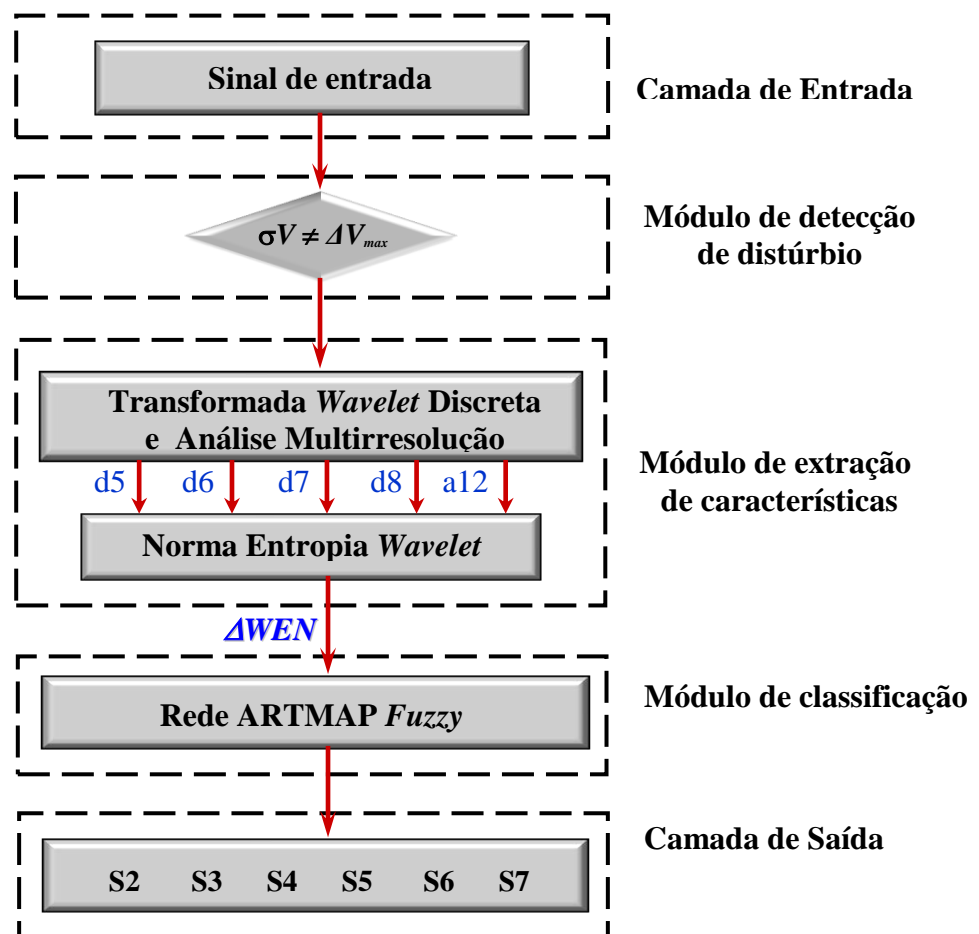 Sinal de entrada
Camada de Entrada
σV ≠ ΔVmax
Módulo de detecção
de distúrbio
Transformada Wavelet Discreta
e Análise Multirresolução
d5 d6 d7 d8 a12
Norma Entropia Wavelet
Módulo de extração
de características
ΔWEN
Rede ARTMAP Fuzzy
Módulo de classificação
Camada de Saída
S2 S3 S4 S5 S6 S7